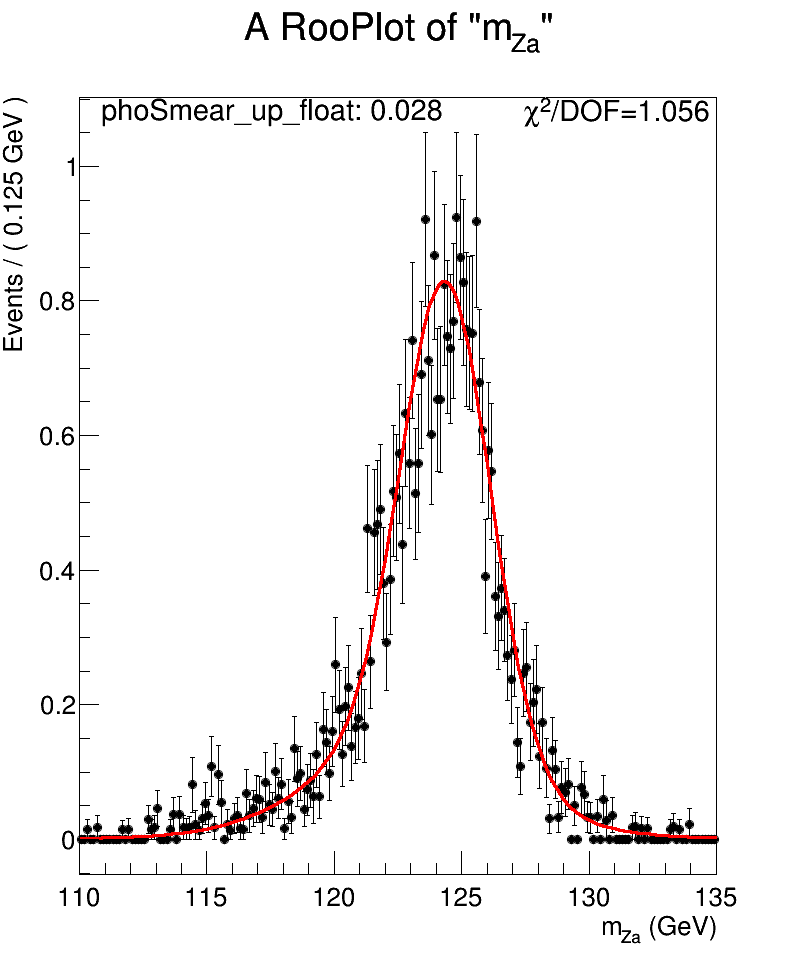 A RooPlot of "m_Za"
phoSmear_up_float: 0.028
χ²/DOF=1.056
Events / ( 0.125 GeV )
1
0.8
0.6
0.4
0.2
0
110 115 120 125 130 135
m_Za (GeV)